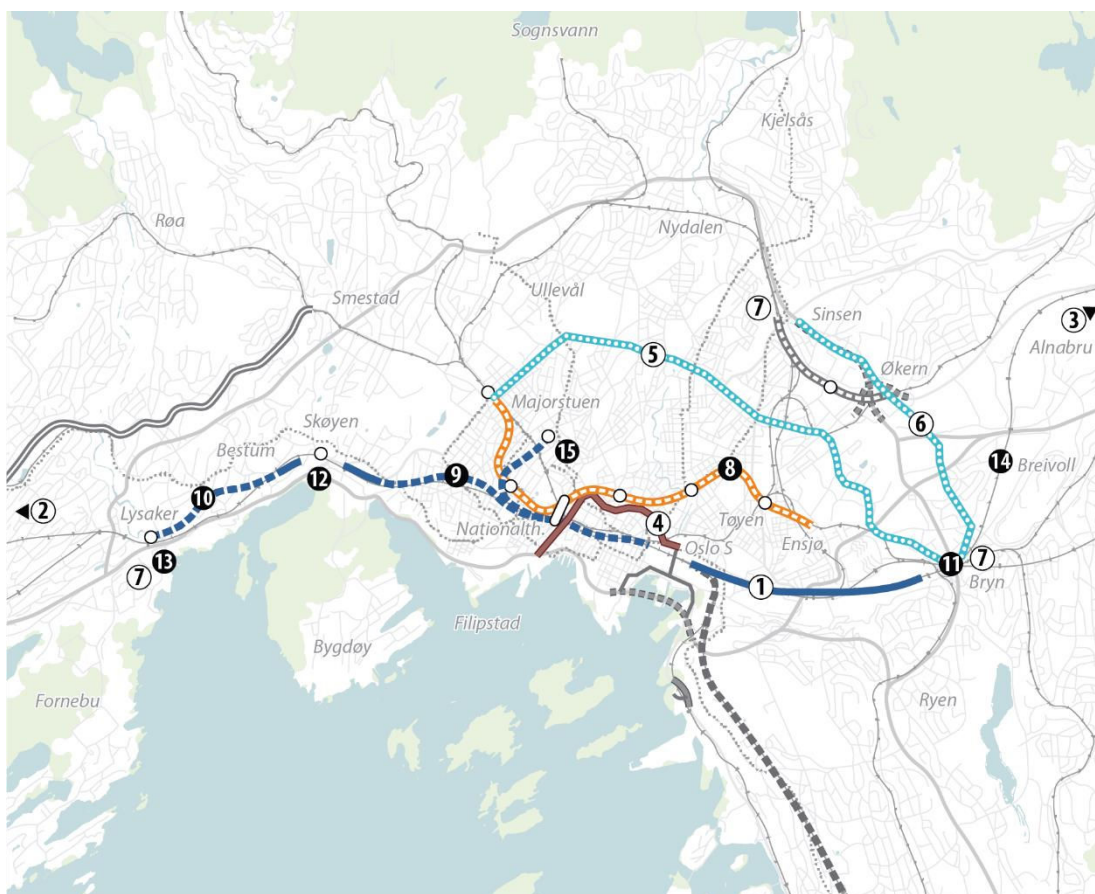 Sognsvann
Kjelsås
Røa
Nydalen
Ullevål
Smestad
7
Sinsen
3
Alnabru
5
Økern
Majorstuen
Skøyen
6
Bestum
15
12
9
8
14
Breivoll
10
2
Lysaker
Nationalth.
4
Tøyen
13
Oslo S
Ensjø
7
11
7
Bryn
1
Filipstad
Bygdøy
Fornebu
Ryen